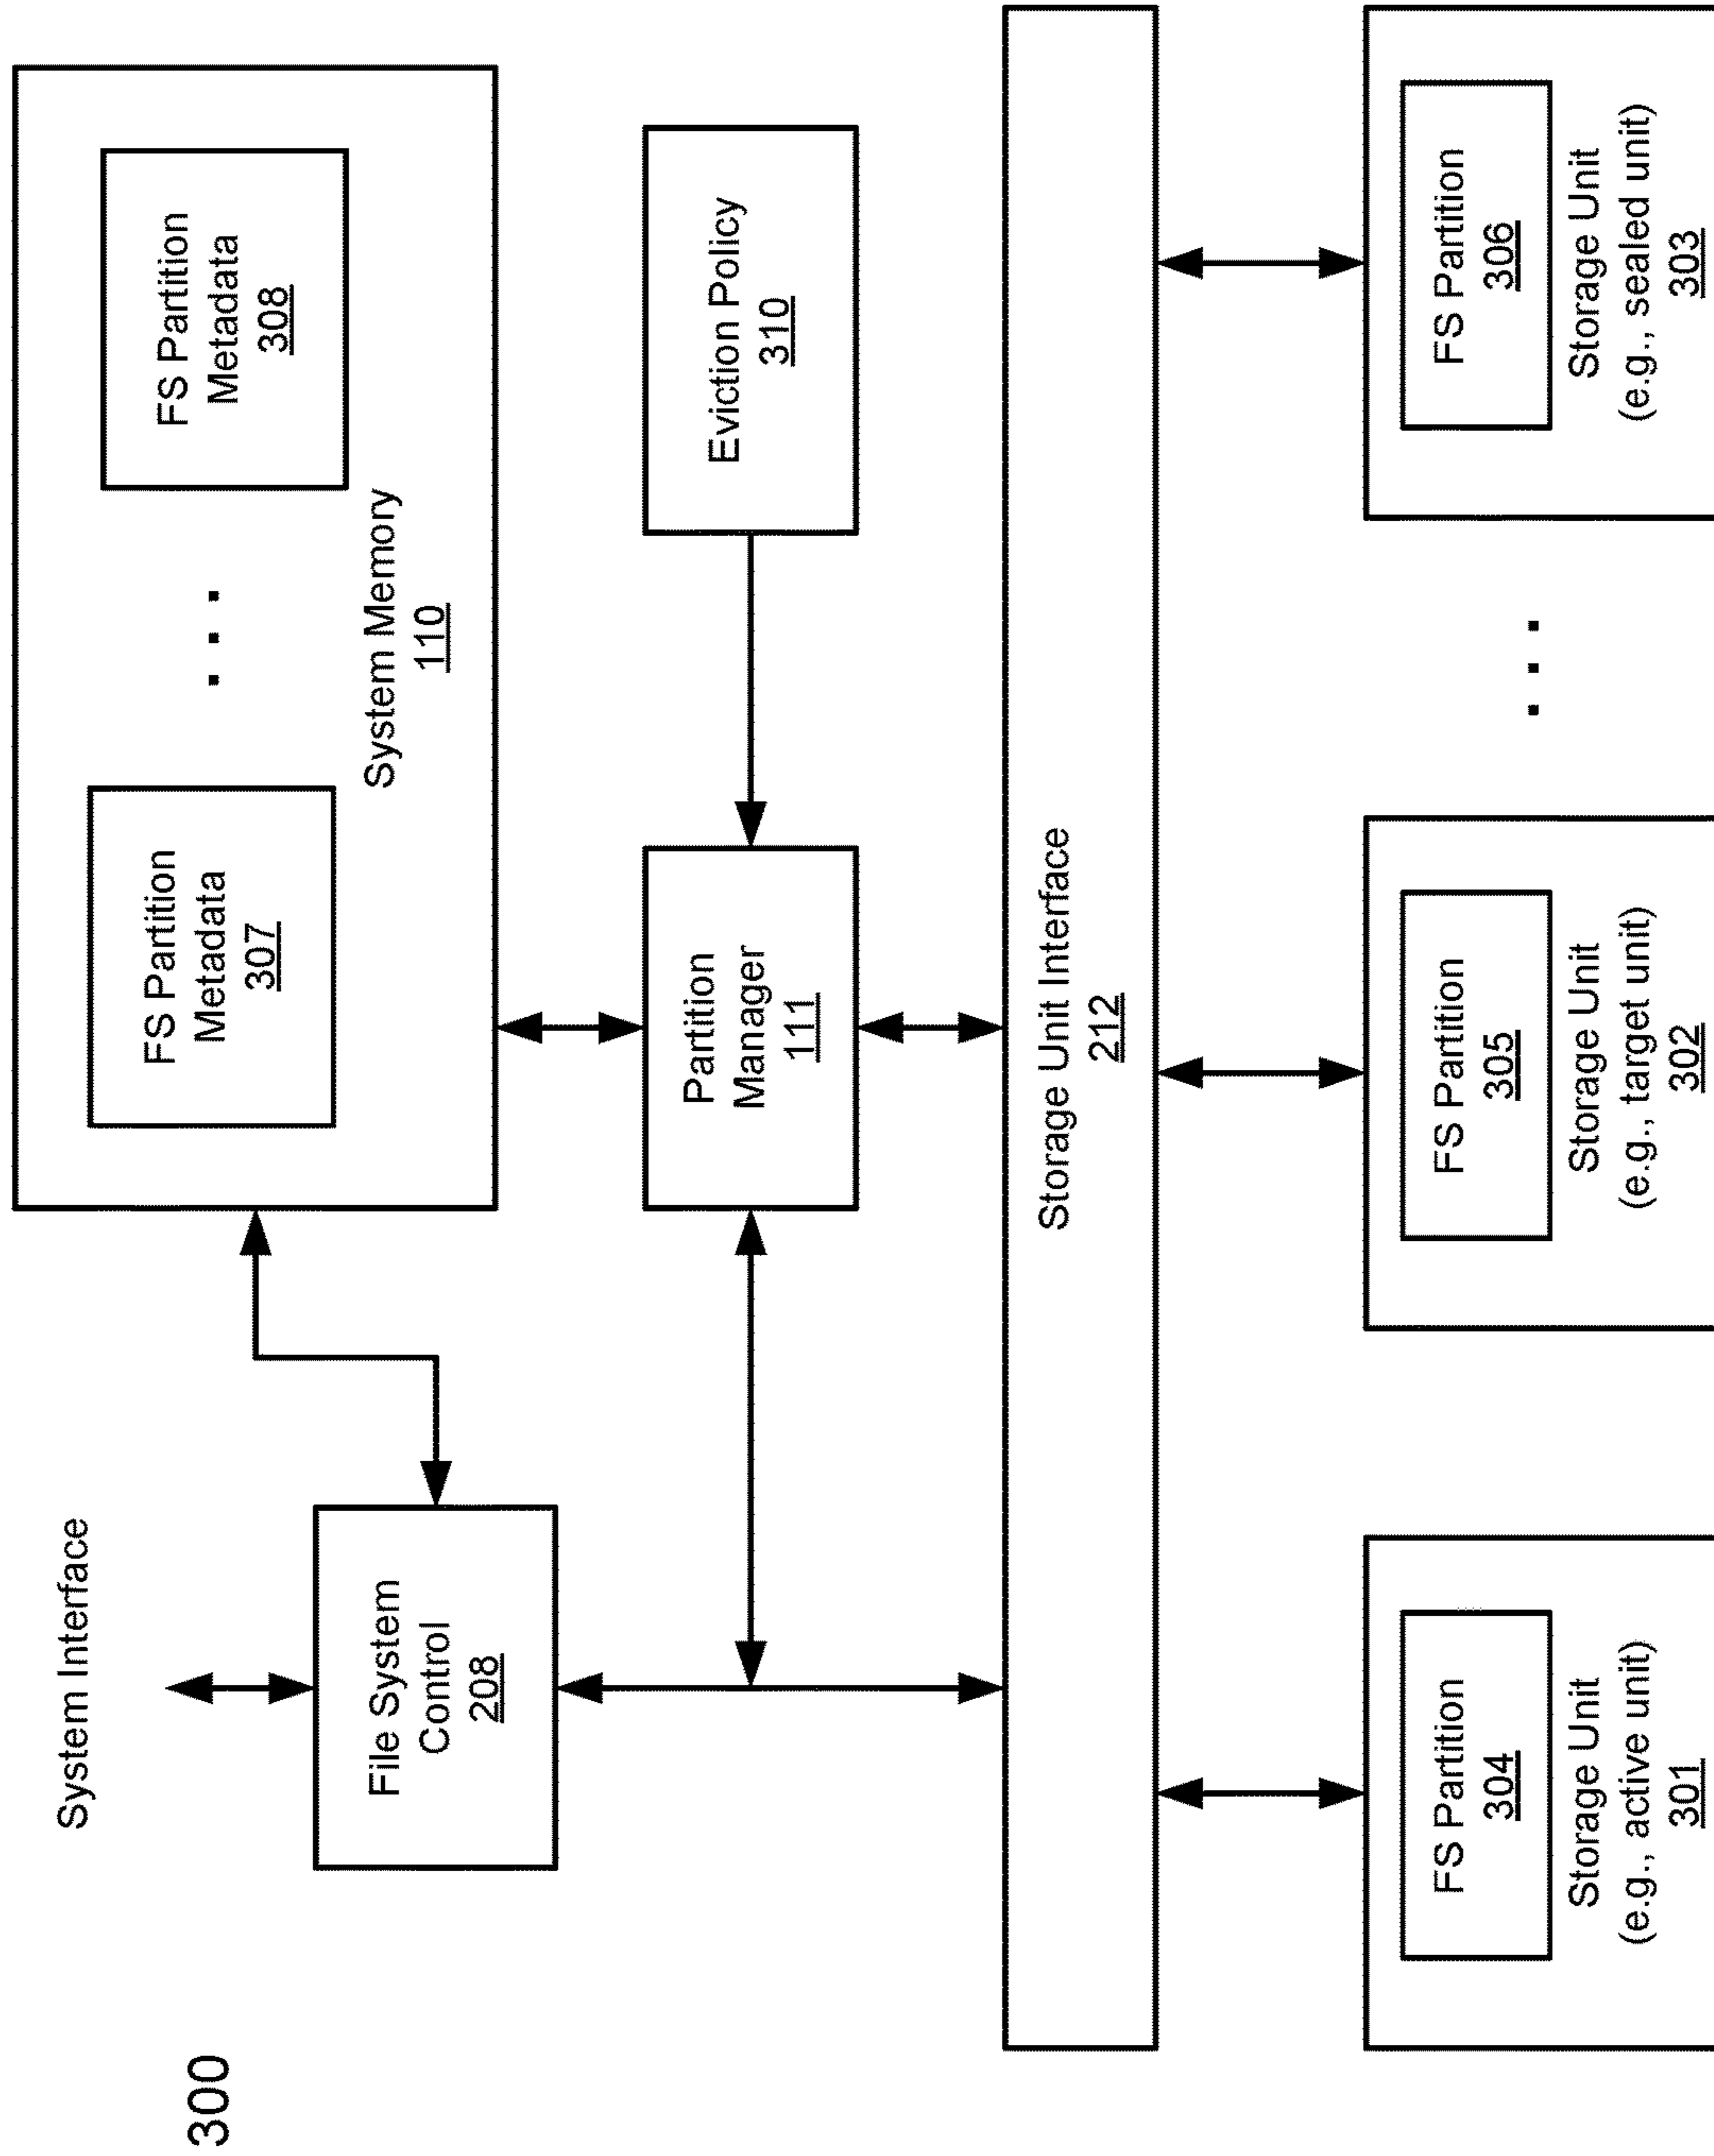 300
System Interface
File System
Control
208
FS Partition
Metadata
307
. . .
FS Partition
Metadata
308
System Memory
110
Partition
Manager
111
Eviction Policy
310
Storage Unit Interface
212
FS Partition
304
Storage Unit
(e.g., active unit)
301
FS Partition
305
Storage Unit
(e.g., target unit)
302
. . .
FS Partition
306
Storage Unit
(e.g., sealed unit)
303